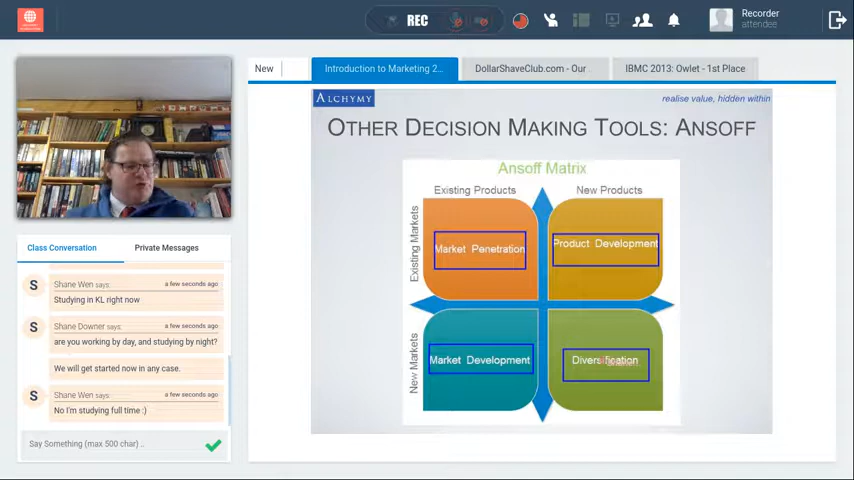 REC
Recorder
attendee
New
Introduction to Marketing 2...
DollarShaveClub.com - Our
IBMC 2013: Owlet - 1st Place
ALCHYMY
realise value, hidden within
OTHER DECISION MAKING TOOLS: ANSOFF
Ansoff Matrix
Existing Products
New Products
Existing Markets
Market Penetration
Product Development
New Markets
Market Development
Diversification
Class Conversation
Private Messages
S
Shane Wen says:
a few seconds ago
Studying in KL right now
S
Shane Downer says:
a few seconds ago
are you working by day, and studying by night?
We will get started now in any case.
S
Shane Wen says:
a few seconds ago
No I'm studying full time :)
Say Something (max 500 char) ..